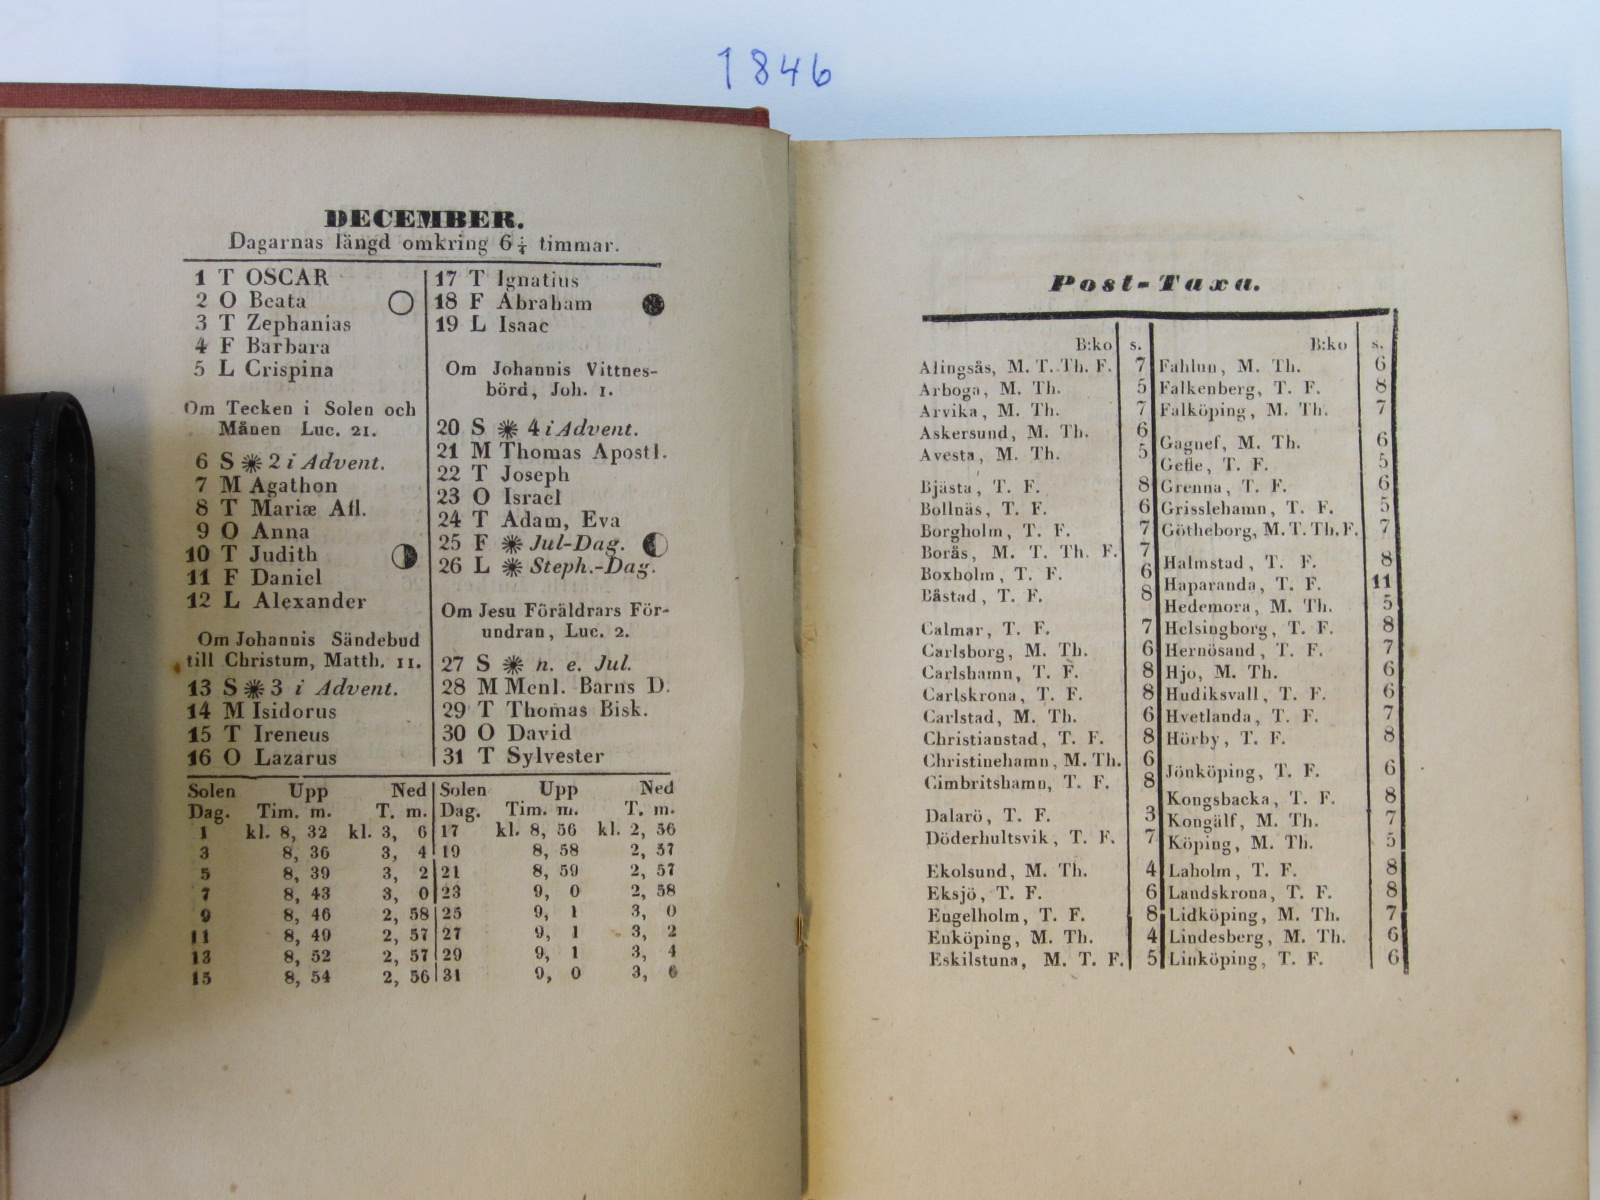 1846
DECEMBER.
Dagarnas längd omkring 6¼ timmar.
1 T OSCAR
2 O Beata
3 T Zephanias
4 F Barbara
5 L Crispina
Om Tecken i Solen och
Månen Luc. 21.
6 S 2 i Advent.
7 M Agathon
8 T Mariæ Afl.
9 O Anna
10 T Judith
11 F Daniel
12 L Alexander
Om Johannis Sändebud
till Christum, Matth. 11.
13 S 3 i Advent.
14 M Isidorus
15 T Ireneus
16 O Lazarus
17 T Ignatius
18 F Abraham
19 L Isaac
Om Johannis Vittnes-
börd, Joh. 1.
20 S 4 i Advent.
21 M Thomas Apostl.
22 T Joseph
23 O Israel
24 T Adam, Eva
25 F Jul-Dag.
26 L Steph.-Dag.
Om Jesu Föräldrars För-
undran, Luc. 2.
27 S n. e. Jul.
28 M Menl. Barns D.
29 T Thomas Bisk.
30 O David
31 T Sylvester
Solen Upp Ned
Dag. Tim. m. T. m.
1 kl. 8, 32 kl. 3, 6
3 8, 36 3, 4
5 8, 39 3, 2
7 8, 43 3, 0
9 8, 46 2, 58
11 8, 49 2, 57
13 8, 52 2, 57
15 8, 54 2, 56
Solen Upp Ned
Dag. Tim. m. T. m.
17 kl. 8, 56 kl. 2, 56
19 8, 58 2, 57
21 8, 59 2, 57
23 9, 0 2, 58
25 9, 1 3, 0
27 9, 1 3, 2
29 9, 1 3, 4
31 9, 0 3, 6
Post-Taxa.
B:ko s.
Alingsås, M. T. Th. F. 7
Arboga, M. Th. 5
Arvika, M. Th. 7
Askersund, M. Th. 6
Avesta, M. Th. 5
Bjästa, T. F. 8
Bollnäs, T. F. 6
Borgholm, T. F. 7
Borås, M. T. Th. F. 7
Boxholm, T. F. 6
Båstad, T. F. 8
Calmar, T. F. 7
Carlsborg, M. Th. 6
Carlshamn, T. F. 8
Carlskrona, T. F. 8
Carlstad, M. Th. 6
Christianstad, T. F. 8
Christinehamn, M. Th. 6
Cimbritshamn, T. F. 8
Dalarö, T. F. 3
Döderhultsvik, T. F. 7
Ekolsund, M. Th. 4
Eksjö, T. F. 6
Engelholm, T. F. 8
Enköping, M. Th. 4
Eskilstuna, M. T. F. 5
B:ko s.
Fahlun, M. Th. 6
Falkenberg, T. F. 8
Falköping, M. Th. 7
Gagnef, M. Th. 6
Gefle, T. F. 5
Grenna, T. F. 6
Grisslehamn, T. F. 5
Götheborg, M. T. Th. F. 7
Halmstad, T. F. 8
Haparanda, T. F. 11
Hedemora, M. Th. 5
Helsingborg, T. F. 8
Hernösand, T. F. 7
Hjo, M. Th. 6
Hudiksvall, T. F. 6
Hvetlanda, T. F. 7
Hörby, T. F. 8
Jönköping, T. F. 6
Kongsbacka, T. F. 8
Kongälf, M. Th. 7
Köping, M. Th. 5
Laholm, T. F. 8
Landskrona, T. F. 8
Lidköping, M. Th. 7
Lindesberg, M. Th. 6
Linköping, T. F. 6